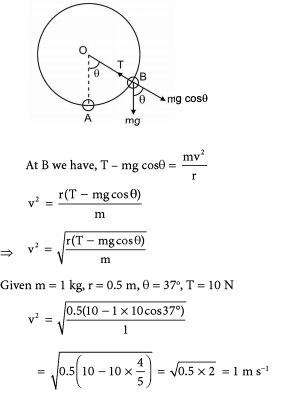 O
θ
T
B
θ
mg cosθ
A
mg
At B we have, T – mg cosθ = mv²/r
v² = r(T – mg cosθ)/m
⇒ v² = √(r(T – mg cosθ)/m)
Given m = 1 kg, r = 0.5 m, θ = 37°, T = 10 N
v² = √(0.5(10 – 1 × 10 cos37°)/1)
= √(0.5(10 – 10 × 4/5)) = √(0.5 × 2) = 1 m s⁻¹